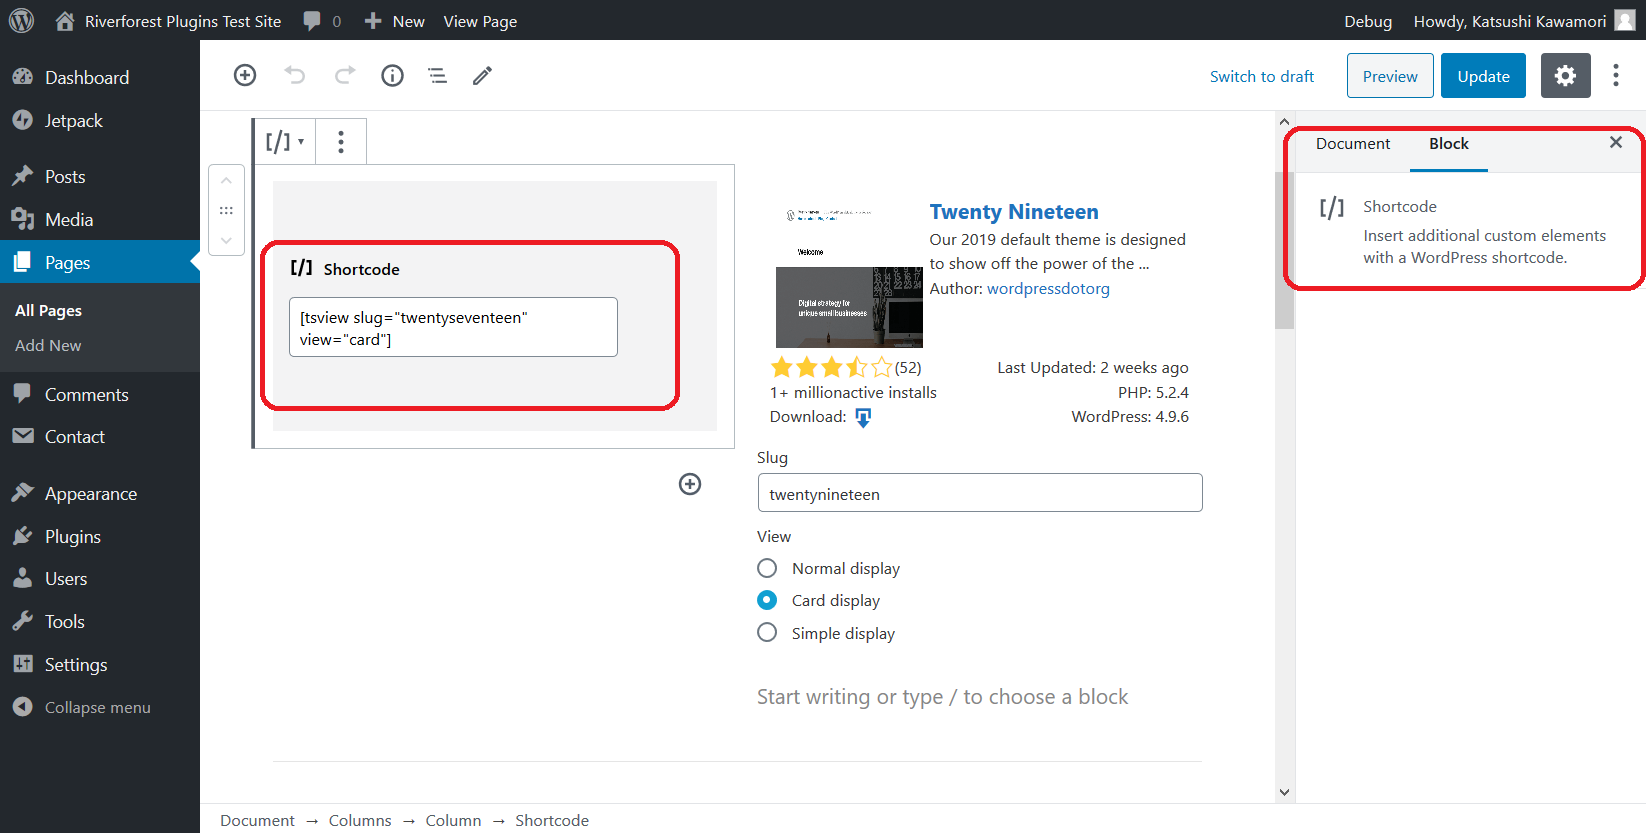 Riverforest Plugins Test Site
0
New
View Page
Debug
Howdy, Katsushi Kawamori
Dashboard
Jetpack
Posts
Media
Pages
All Pages
Add New
Comments
Contact
Appearance
Plugins
Users
Tools
Settings
Collapse menu
Switch to draft
Preview
Update
[/]
[/] Shortcode
[tsview slug="twentyseventeen"
view="card"]
Welcome
Digital strategy for
unique small businesses
Twenty Nineteen
Our 2019 default theme is designed
to show off the power of the ...
Author: wordpressdotorg
(52)
Last Updated: 2 weeks ago
1+ millionactive installs
PHP: 5.2.4
Download:
WordPress: 4.9.6
Slug
twentynineteen
View
Normal display
Card display
Simple display
Start writing or type / to choose a block
Document
Block
[/] Shortcode
Insert additional custom elements
with a WordPress shortcode.
Document → Columns → Column → Shortcode